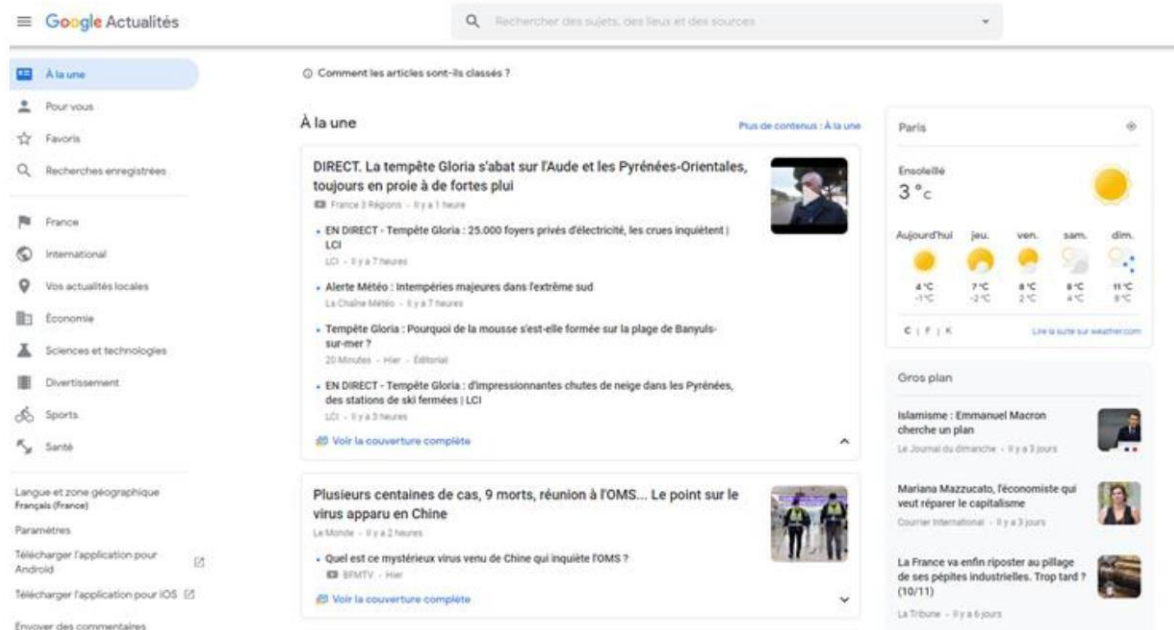 Google Actualités
Rechercher des sujets, des lieux et des sources
À la une
Pour vous
Favoris
Recherches enregistrées
France
International
Vos actualités locales
Économie
Sciences et technologies
Divertissement
Sports
Santé
Langue et zone géographique
Français (France)
Paramètres
Télécharger l'application pour
Android
Télécharger l'application pour iOS
Envoyer des commentaires
Comment les articles sont-ils classés ?
À la une
Plus de contenus : À la une
DIRECT. La tempête Gloria s'abat sur l'Aude et les Pyrénées-Orientales,
toujours en proie à de fortes plui
France 3 Régions - Il y a 1 heure
EN DIRECT - Tempête Gloria : 25.000 foyers privés d'électricité, les crues inquiètent |
LCI
LCI - Il y a 7 heures
Alerte Météo : Intempéries majeures dans l'extrême sud
La Chaîne Météo - Il y a 7 heures
Tempête Gloria : Pourquoi de la mousse s'est-elle formée sur la plage de Banyuls-
sur-mer ?
20 Minutes - Hier - Éditorial
EN DIRECT - Tempête Gloria : d'impressionnantes chutes de neige dans les Pyrénées,
des stations de ski fermées | LCI
LCI - Il y a 3 heures
Voir la couverture complète
Plusieurs centaines de cas, 9 morts, réunion à l'OMS... Le point sur le
virus apparu en Chine
Le Monde - Il y a 2 heures
Quel est ce mystérieux virus venu de Chine qui inquiète l'OMS ?
BFMTV - Hier
Voir la couverture complète
Paris
Ensoleillé
3 °C
Aujourd'hui jeu. ven. sam. dim.
4 °C 7 °C 8 °C 8 °C 11 °C
-1 °C -2 °C 2 °C 4 °C 8 °C
C | F | K
Lire la suite sur weather.com
Gros plan
Islamisme : Emmanuel Macron
cherche un plan
Le Journal du dimanche - Il y a 3 jours
Mariana Mazzucato, l'économiste qui
veut réparer le capitalisme
Courrier International - Il y a 3 jours
La France va enfin riposter au pillage
de ses pépites industrielles. Trop tard ?
(10/11)
La Tribune - Il y a 6 jours